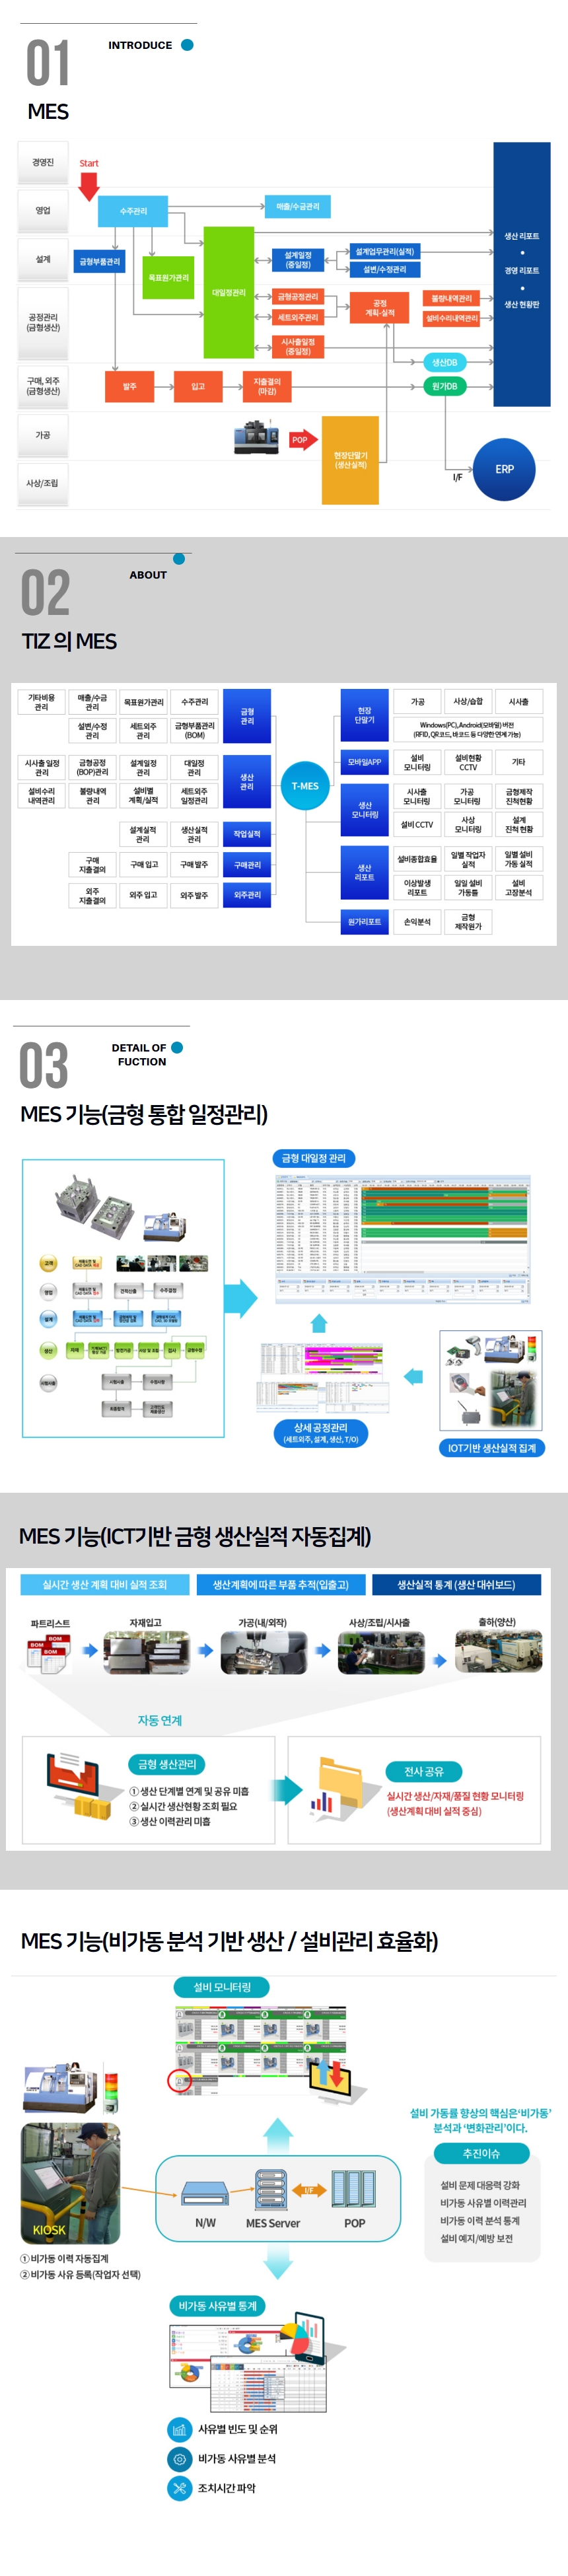 01
INTRODUCE
MES
경영진
Start
영업
수주관리
매출/수금관리
설계
금형부품관리
목표원가관리
대일정관리
설계일정
(중일정)
설계업무관리(실적)
설변/수정관리
생산 리포트
경영 리포트
생산 현황판
공정관리
(금형생산)
금형공정관리
세트외주관리
공정
계획·실적
불량내역관리
설비수리내역관리
시사출일정
(중일정)
생산DB
구매, 외주
(금형생산)
발주
입고
지출결의
(마감)
원가DB
가공
POP
현장단말기
(생산실적)
I/F
ERP
사상/조립
02
ABOUT
TIZ 의 MES
기타비용
관리
매출/수금
관리
목표원가관리
수주관리
금형
관리
설변/수정
관리
세트외주
관리
금형부품관리
(BOM)
시사출 일정
관리
금형공정
(BOP)관리
설계일정
관리
대일정
관리
생산
관리
설비수리
내역관리
불량내역
관리
설비별
계획/실적
세트외주
일정관리
설계실적
관리
생산실적
관리
작업실적
구매
지출결의
구매 입고
구매 발주
구매관리
외주
지출결의
외주 입고
외주 발주
외주관리
T-MES
현장
단말기
가공
사상/습합
시사출
Windows(PC),Android(모바일) 버전
(RFID,QR코드,바코드 등 다양한 연계 가능)
모바일APP
설비
모니터링
설비현황
CCTV
기타
생산
모니터링
시사출
모니터링
가공
모니터링
금형제작
진척현황
설비 CCTV
사상
모니터링
설계
진척 현황
생산
리포트
설비종합효율
일별 작업자
실적
일별 설비
가동 실적
이상발생
리포트
일일 설비
가동률
설비
고장분석
원가리포트
손익분석
금형
제작원가
03
DETAIL OF
FUCTION
MES 기능(금형 통합 일정관리)
금형 대일정 관리
고객
영업
견적산출
수주결정
설계
생산
상세 공정관리
(세트외주, 설계, 생산, T/O)
IOT기반 생산실적 집계
MES 기능(ICT기반 금형 생산실적 자동집계)
실시간 생산 계획 대비 실적 조회
생산계획에 따른 부품 추적(입출고)
생산실적 통계 (생산 대쉬보드)
파트리스트
자재입고
가공(내/외작)
사상/조립/시사출
출하(양산)
BOM
BOM
BOM
자동 연계
금형 생산관리
① 생산 단계별 연계 및 공유 미흡
② 실시간 생산현황 조회 필요
③ 생산 이력관리 미흡
전사 공유
실시간 생산/자재/품질 현황 모니터링
(생산계획 대비 실적 중심)
MES 기능(비가동 분석 기반 생산 / 설비관리 효율화)
설비 모니터링
설비 가동률 향상의 핵심은‘비가동’
분석과 ‘변화관리’이다.
추진이슈
설비 문제 대응력 강화
비가동 사유별 이력관리
비가동 이력 분석 통계
설비 예지/예방 보전
KIOSK
① 비가동 이력 자동집계
② 비가동 사유 등록(작업자 선택)
N/W
MES Server
I/F
POP
비가동 사유별 통계
사유별 빈도 및 순위
비가동 사유별 분석
조치시간 파악